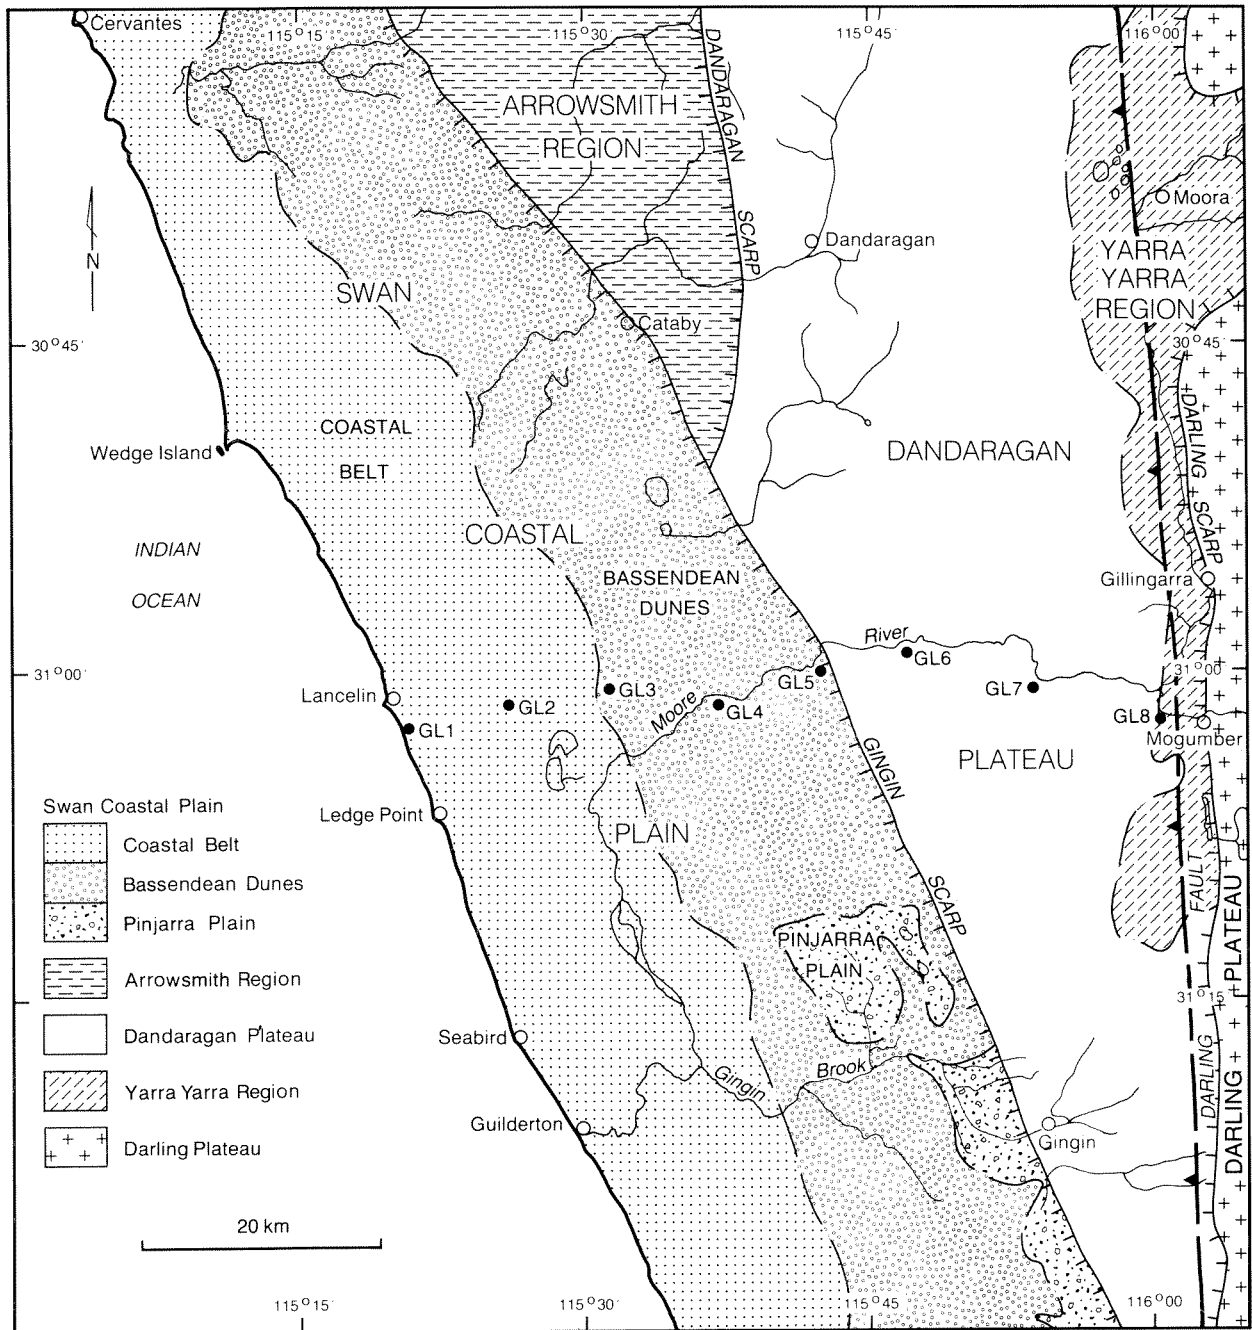 Cervantes
115°15'
115°30'
115°45'
116°00'
DANDARAGAN
SCARP
ARROWSMITH
REGION
Moora
YARRA
YARRA
REGION
Dandaragan
N
SWAN
Cataby
30°45'
30°45'
COASTAL
BELT
Wedge Island
DANDARAGAN
DARLING
SCARP
INDIAN
OCEAN
COASTAL
BASSENDEAN
DUNES
Gillingarra
River
GL6
31°00'
31°00'
Lancelin
GL1
GL2
GL3
Moore
GL4
GL5
GL7
GL8
Mogumber
GINGIN
SCARP
PLATEAU
Ledge Point
PLAIN
Swan Coastal Plain
Coastal Belt
Bassendean Dunes
Pinjarra Plain
Arrowsmith Region
Dandaragan Plateau
Yarra Yarra Region
Darling Plateau
PINJARRA
PLAIN
FAULT
PLATEAU
31°15'
DARLING
DARLING
Seabird
Gingin
Brook
Guilderton
Gingin
20 km
115°15'
115°30'
115°45'
116°00'